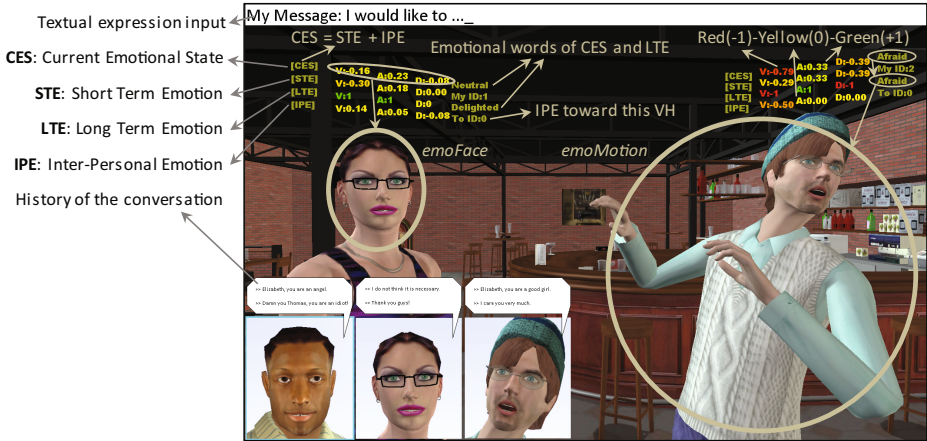 Textual expression input
My Message: I would like to ..._
CES = STE + IPE
Emotional words of CES and LTE
Red(-1)-Yellow(0)-Green(+1)
CES: Current Emotional State
STE: Short Term Emotion
LTE: Long Term Emotion
IPE: Inter-Personal Emotion
History of the conversation
[CES] V:-0.16 A:0.23 D:-0.08 Neutral
[STE] V:-0.30 A:0.18 D:0.00 My ID:1
[LTE] V:1 A:1 D:0 Delighted
[IPE] V:0.14 A:0.05 D:-0.08 To ID:0
IPE toward this VH
[CES] V:-0.79 A:0.33 D:-0.39 Afraid
[STE] V:-0.29 A:0.33 D:-0.39 My ID:2
[LTE] V:-1 A:1 D:-1 Afraid
[IPE] V:-0.50 A:0.00 D:0.00 To ID:0
emoFace
emoMotion
>> Elizabeth, you are an angel.
>> Damn you Thomas, you are an idiot!
>> I do not think it is necessary.
>> Thank you guys!
>> Elizabeth, you are a good girl.
>> I care you very much.